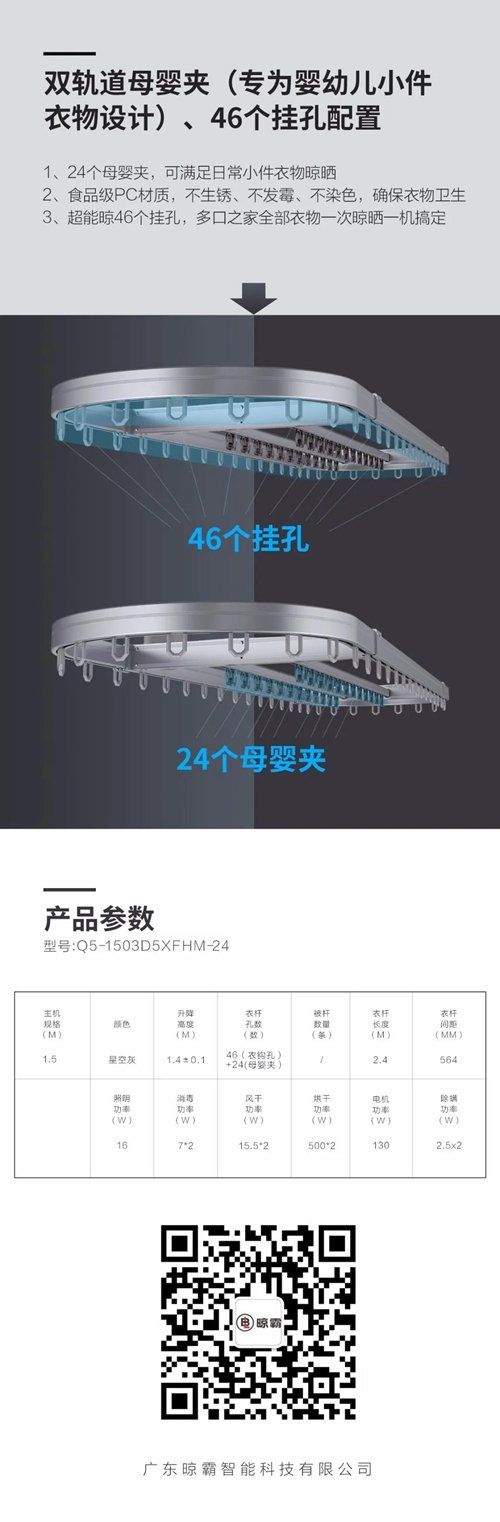 双轨道母婴夹（专为婴幼儿小件
衣物设计）、46个挂孔配置
1、24个母婴夹，可满足日常小件衣物晾晒
2、食品级PC材质，不生锈、不发霉、不染色，确保衣物卫生
3、超能晾46个挂孔，多口之家全部衣物一次晾晒一机搞定
46个挂孔
24个母婴夹
产品参数
型号:Q5-1503D5XFHM-24
主机规格（M） 颜色 升降高度（M） 衣杆孔数（数） 被杆数量（条） 衣杆长度（M） 衣杆间距（MM）
1.5 星空灰 1.4±0.1 46（衣钩孔）+24(母婴夹) / 2.4 564
照明功率（W） 消毒功率（W） 风干功率（W） 烘干功率（W） 电机功率（W） 除螨功率（W）
16 7*2 15.5*2 500*2 130 2.5x2
晾霸
广东晾霸智能科技有限公司